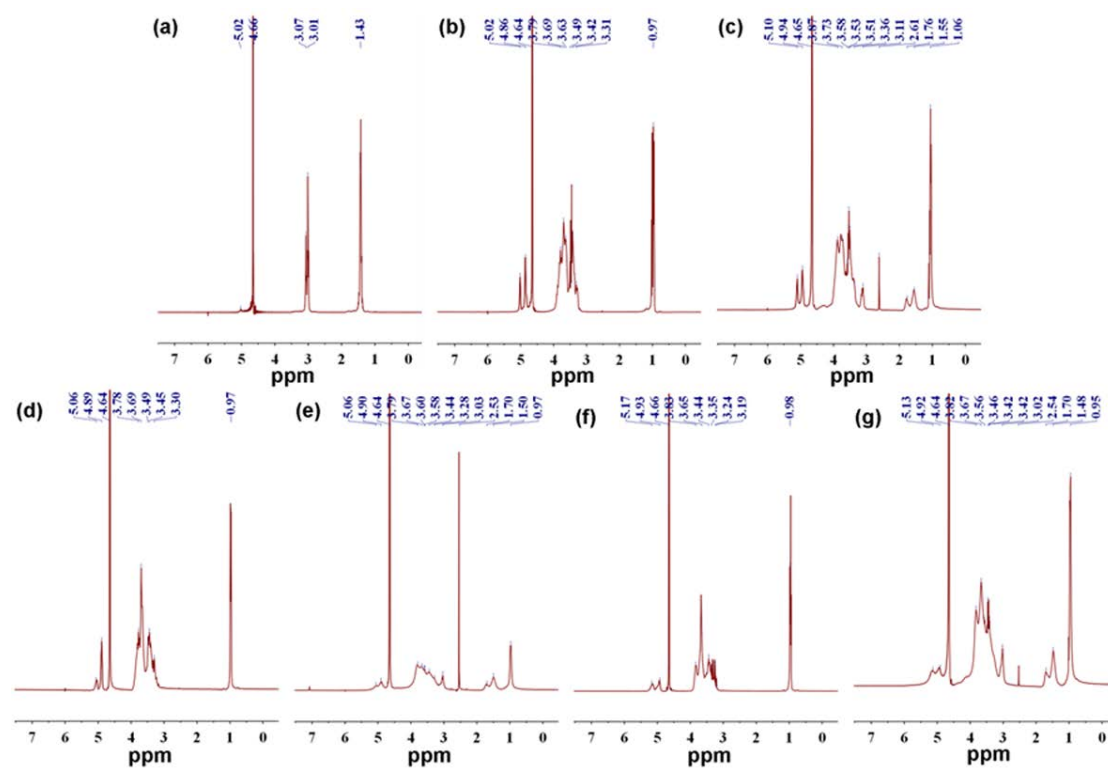 (a)
5.02 4.66 3.07 3.01 1.43
7 6 5 4 3 2 1 0
ppm
(b)
5.02 4.86 4.64 3.79 3.69 3.63 3.49 3.42 3.31 0.97
7 6 5 4 3 2 1 0
ppm
(c)
5.10 4.94 4.65 3.73 3.58 3.53 3.51 3.36 3.11 2.61 1.76 1.55 1.06
7 6 5 4 3 2 1 0
ppm
(d)
5.06 4.89 4.64 3.78 3.69 3.49 3.45 3.30 0.97
7 6 5 4 3 2 1 0
ppm
(e)
5.06 4.90 4.64 3.79 3.67 3.60 3.58 3.44 3.28 3.03 2.53 1.70 1.50 0.97
7 6 5 4 3 2 1 0
ppm
(f)
5.17 4.93 4.66 3.65 3.44 3.35 3.24 3.19 0.98
7 6 5 4 3 2 1 0
ppm
(g)
5.13 4.92 4.64 3.67 3.56 3.46 3.42 3.42 3.02 2.54 1.70 1.48 0.95
7 6 5 4 3 2 1 0
ppm